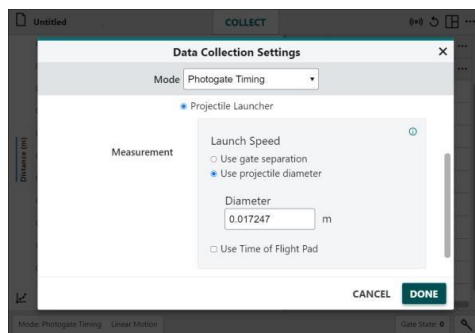 Untitled
COLLECT
Data Collection Settings
Mode Photogate Timing
Projectile Launcher
Measurement
Launch Speed
Use gate separation
Use projectile diameter
Diameter
0.017247 m
Use Time of Flight Pad
CANCEL DONE
Distance (m)
Mode: Photogate Timing Linear Motion Gate State: 0